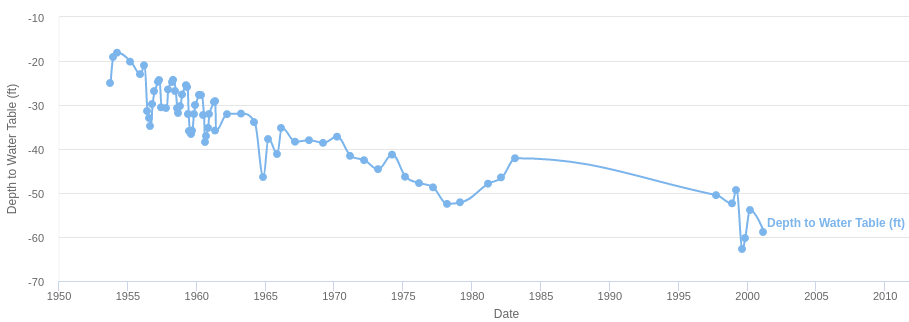 -10
-20
-30
-40
-50
-60
-70
Depth to Water Table (ft)
Depth to Water Table (ft)
1950 1955 1960 1965 1970 1975 1980 1985 1990 1995 2000 2005 2010
Date